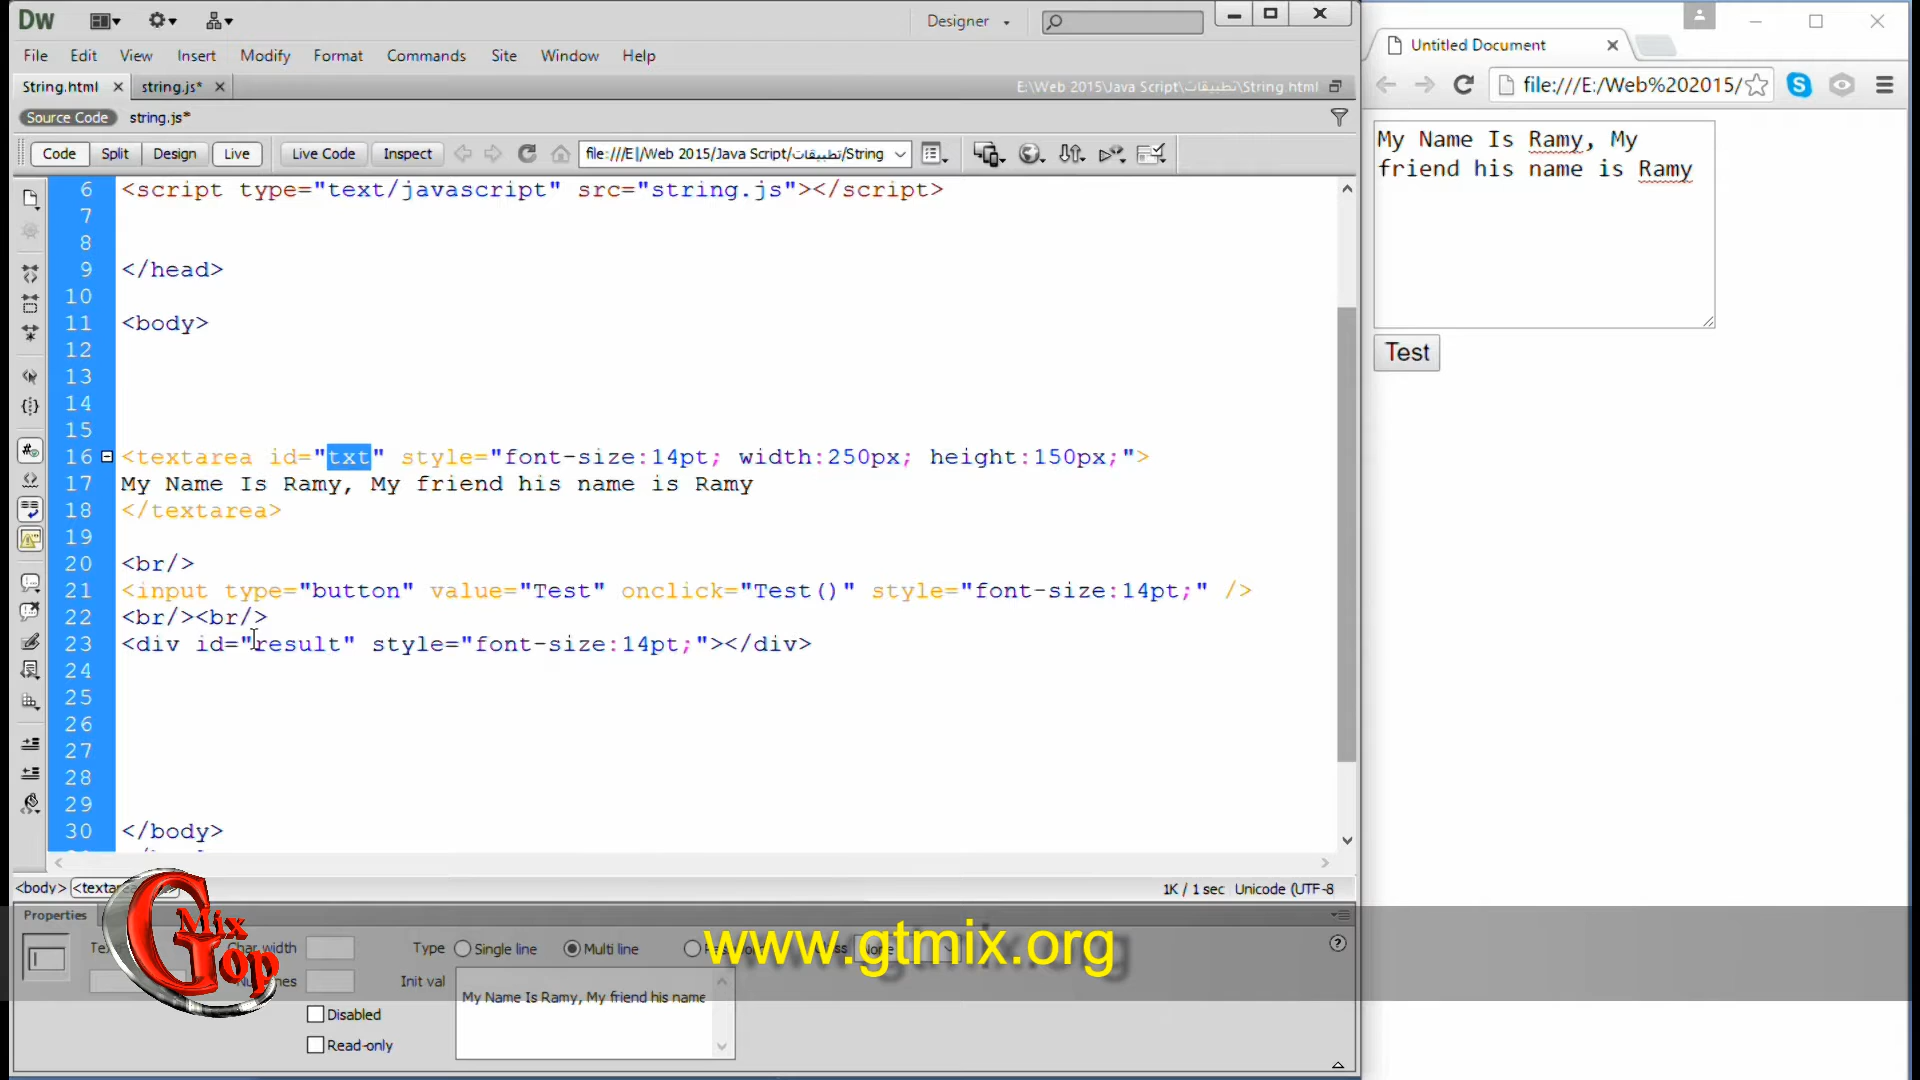 Dw
Designer
File Edit View Insert Modify Format Commands Site Window Help
String.html × string.js* ×
E:\Web 2015\Java Script\تطبيقات\String.html
Source Code string.js*
Code Split Design Live Live Code Inspect file:///E|/Web 2015/Java Script/تطبيقات/String
6 <script type="text/javascript" src="string.js"></script>
7
8
9 </head>
10
11 <body>
12
13
14
15
16 <textarea id="txt" style="font-size:14pt; width:250px; height:150px;">
17 My Name Is Ramy, My friend his name is Ramy
18 </textarea>
19
20 <br/>
21 <input type="button" value="Test" onclick="Test()" style="font-size:14pt;" />
22 <br/><br/>
23 <div id="result" style="font-size:14pt;"></div>
24
25
26
27
28
29
30 </body>
<body>
1K / 1 sec Unicode (UTF-8
Properties
Char width
Type Single line Multi line
Init val
My Name Is Ramy, My friend his name
Disabled
Read-only
Mix
Gop
www.gtmix.org
Untitled Document
file:///E:/Web%202015/
My Name Is Ramy, My
friend his name is Ramy
Test